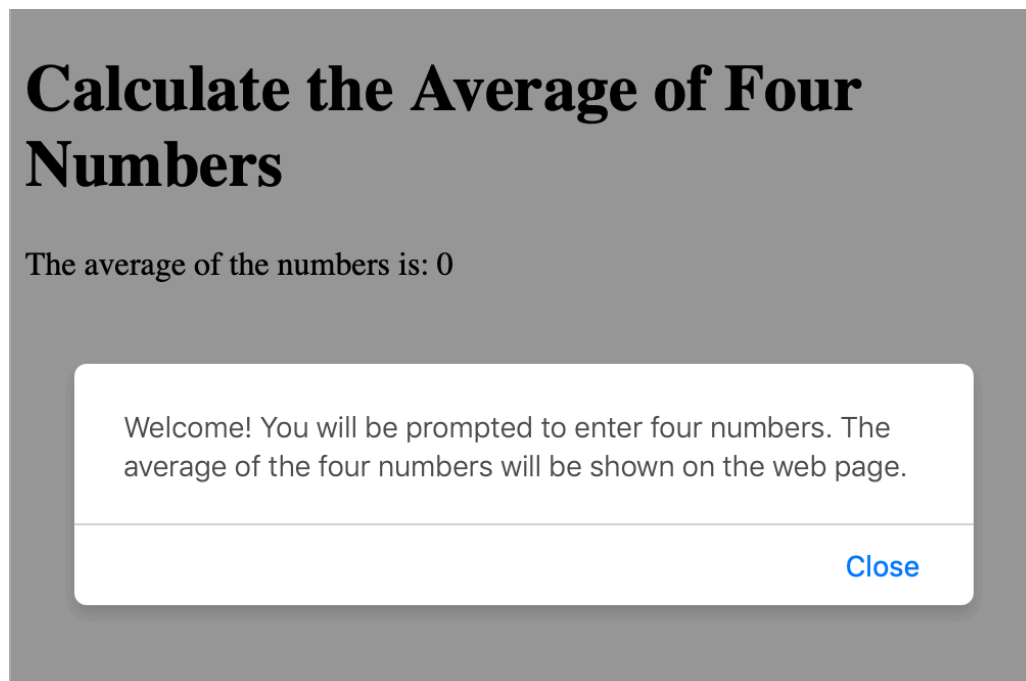 Calculate the Average of Four
Numbers
The average of the numbers is: 0
Welcome! You will be prompted to enter four numbers. The
average of the four numbers will be shown on the web page.
Close